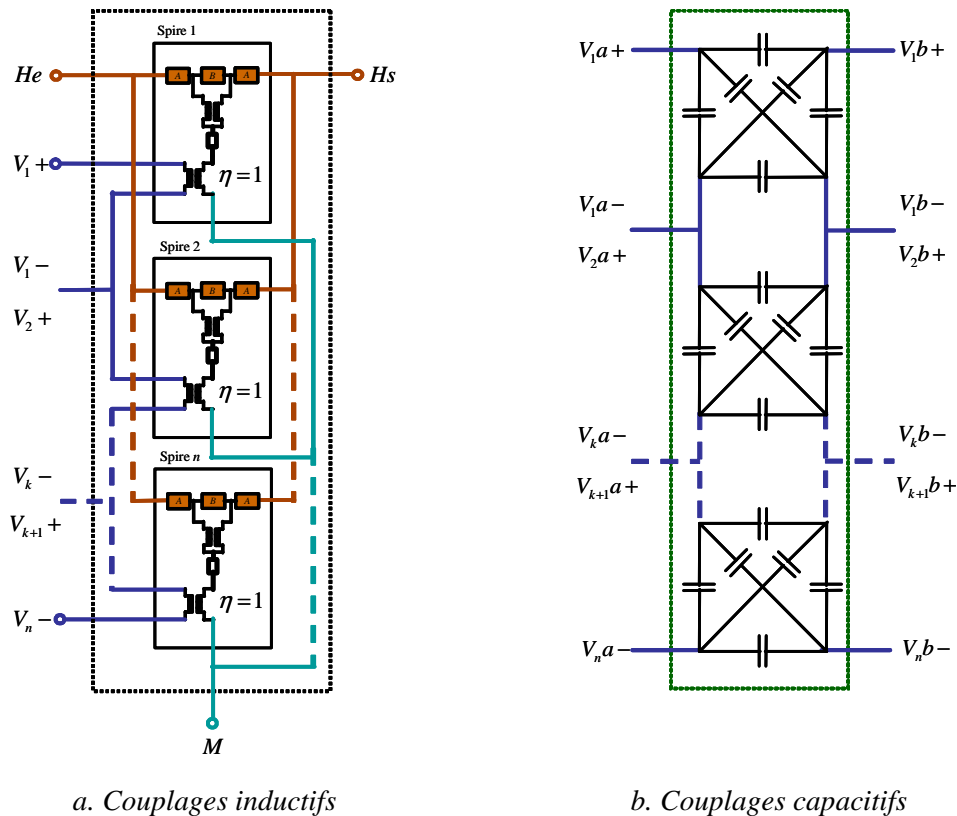 Spire 1
He
A B A
Hs
V1+
η=1
V1−
V2+
Spire 2
A B A
η=1
Vk−
Vk+1+
Spire n
A B A
η=1
Vn−
M
a. Couplages inductifs
V1a+
V1b+
V1a−
V1b−
V2a+
V2b+
Vka−
Vkb−
Vk+1a+
Vk+1b+
Vna−
Vnb−
b. Couplages capacitifs